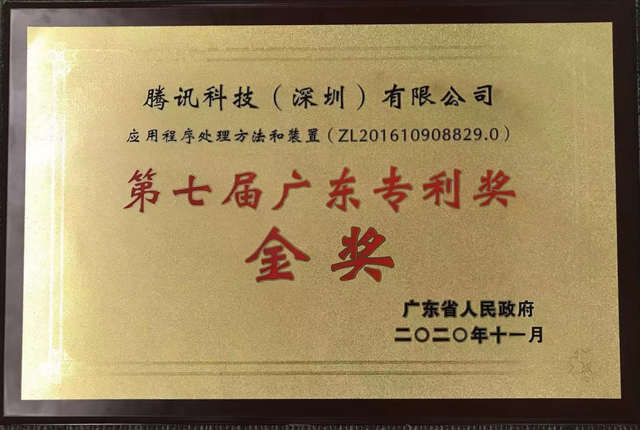 腾讯科技（深圳）有限公司
应用程序处理方法和装置（ZL201610908829.0）
第七届广东专利奖
金奖
广东省人民政府
二〇二〇年十一月